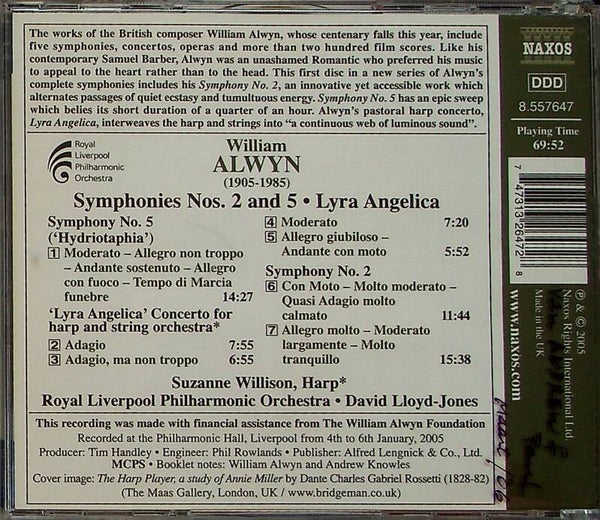 The works of the British composer William Alwyn, whose centenary falls this year, include
five symphonies, concertos, operas and more than two hundred film scores. Like his
contemporary Samuel Barber, Alwyn was an unashamed Romantic who preferred his music
to appeal to the heart rather than to the head. This first disc in a new series of Alwyn's
complete symphonies includes his Symphony No. 2, an innovative yet accessible work which
alternates passages of quiet ecstasy and tumultuous energy. Symphony No. 5 has an epic sweep
which belies its short duration of a quarter of an hour. Alwyn's pastoral harp concerto,
Lyra Angelica, interweaves the harp and strings into "a continuous web of luminous sound".
Royal
Liverpool
Philharmonic
Orchestra
William
ALWYN
(1905-1985)
Symphonies Nos. 2 and 5 • Lyra Angelica
Symphony No. 5
('Hydriotaphia')
1 Moderato – Allegro non troppo
– Andante sostenuto – Allegro
con fuoco – Tempo di Marcia
funebre 14:27
'Lyra Angelica' Concerto for
harp and string orchestra*
2 Adagio 7:55
3 Adagio, ma non troppo 6:55
4 Moderato 7:20
5 Allegro giubiloso –
Andante con moto 5:52
Symphony No. 2
6 Con Moto – Molto moderato –
Quasi Adagio molto
calmato 11:44
7 Allegro molto – Moderato
largamente – Molto
tranquillo 15:38
Suzanne Willison, Harp*
Royal Liverpool Philharmonic Orchestra • David Lloyd-Jones
This recording was made with financial assistance from The William Alwyn Foundation
Recorded at the Philharmonic Hall, Liverpool from 4th to 6th January, 2005
Producer: Tim Handley • Engineer: Phil Rowlands • Publisher: Alfred Lengnick & Co., Ltd.
MCPS • Booklet notes: William Alwyn and Andrew Knowles
Cover image: The Harp Player, a study of Annie Miller by Dante Charles Gabriel Rossetti (1828-82)
(The Maas Gallery, London, UK / www.bridgeman.co.uk)
NAXOS
DDD
8.557647
Playing Time
69:52
7 47313 26472 8
℗ & © 2005
Naxos Rights International Ltd.
Made in the UK
www.naxos.com